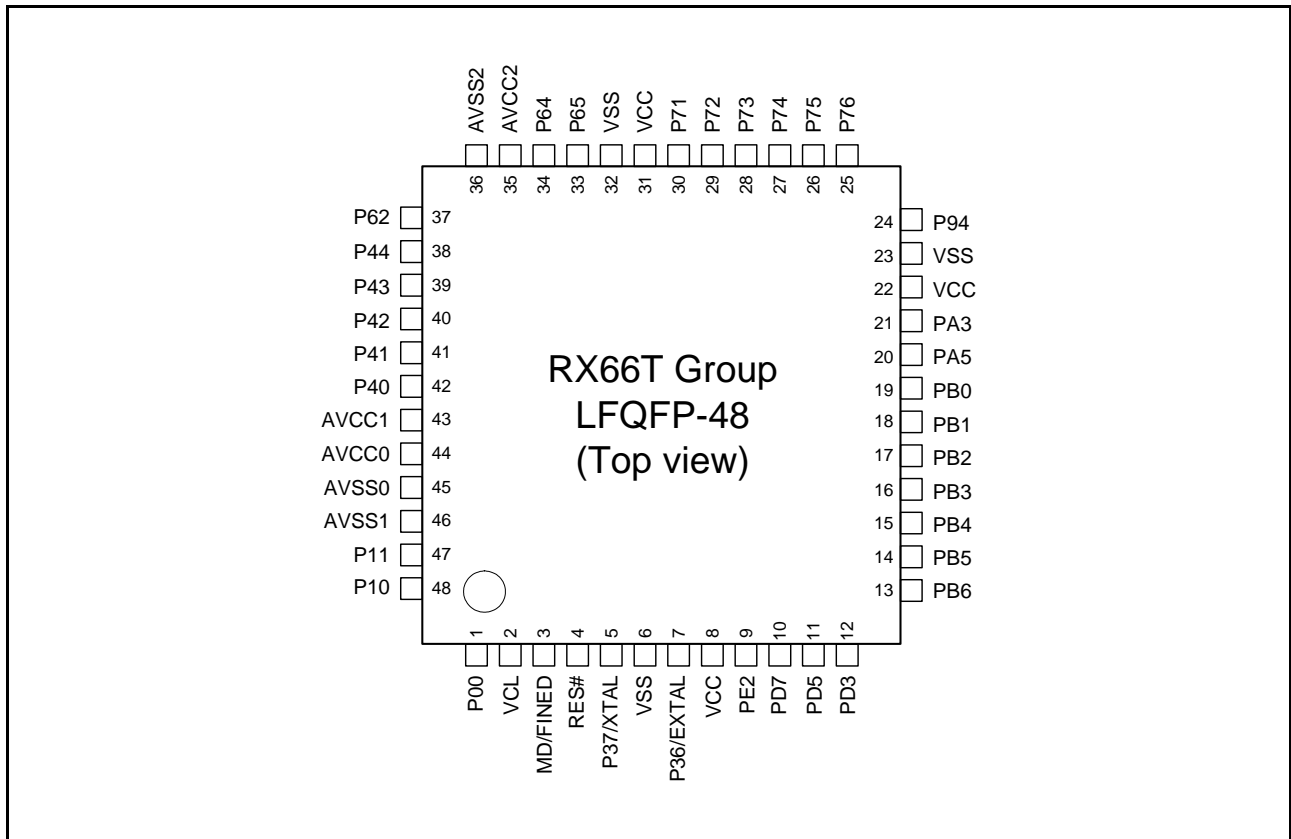 AVSS2
AVCC2
P64
P65
VSS
VCC
P71
P72
P73
P74
P75
P76
36
35
34
33
32
31
30
29
28
27
26
25
P62 37
P44 38
P43 39
P42 40
P41 41
P40 42
AVCC1 43
AVCC0 44
AVSS0 45
AVSS1 46
P11 47
P10 48
RX66T Group
LFQFP-48
(Top view)
24 P94
23 VSS
22 VCC
21 PA3
20 PA5
19 PB0
18 PB1
17 PB2
16 PB3
15 PB4
14 PB5
13 PB6
1
2
3
4
5
6
7
8
9
10
11
12
P00
VCL
MD/FINED
RES#
P37/XTAL
VSS
P36/EXTAL
VCC
PE2
PD7
PD5
PD3